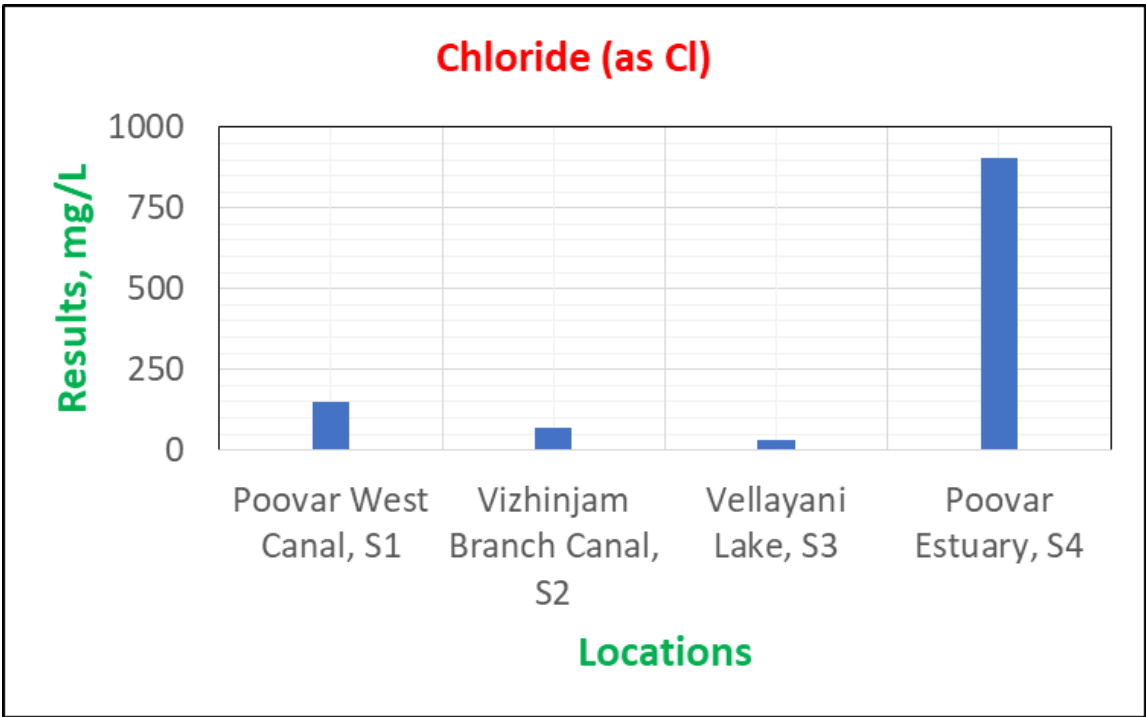 Chloride (as Cl)
Results, mg/L
1000
750
500
250
0
Poovar West
Canal, S1
Vizhinjam
Branch Canal,
S2
Vellayani
Lake, S3
Poovar
Estuary, S4
Locations